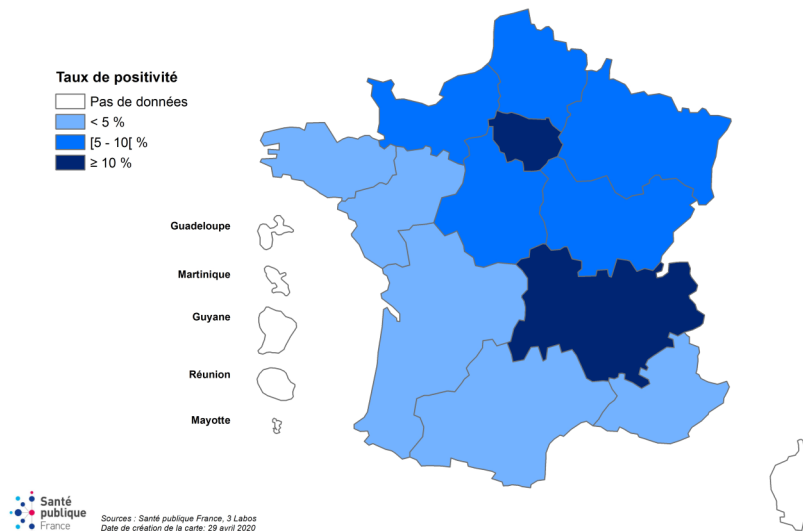 Taux de positivité
Pas de données
< 5 %
[5 - 10[ %
≥ 10 %
Guadeloupe
Martinique
Guyane
Réunion
Mayotte
Santé
publique
France
Sources : Santé publique France, 3 Labos
Date de création de la carte: 29 avril 2020